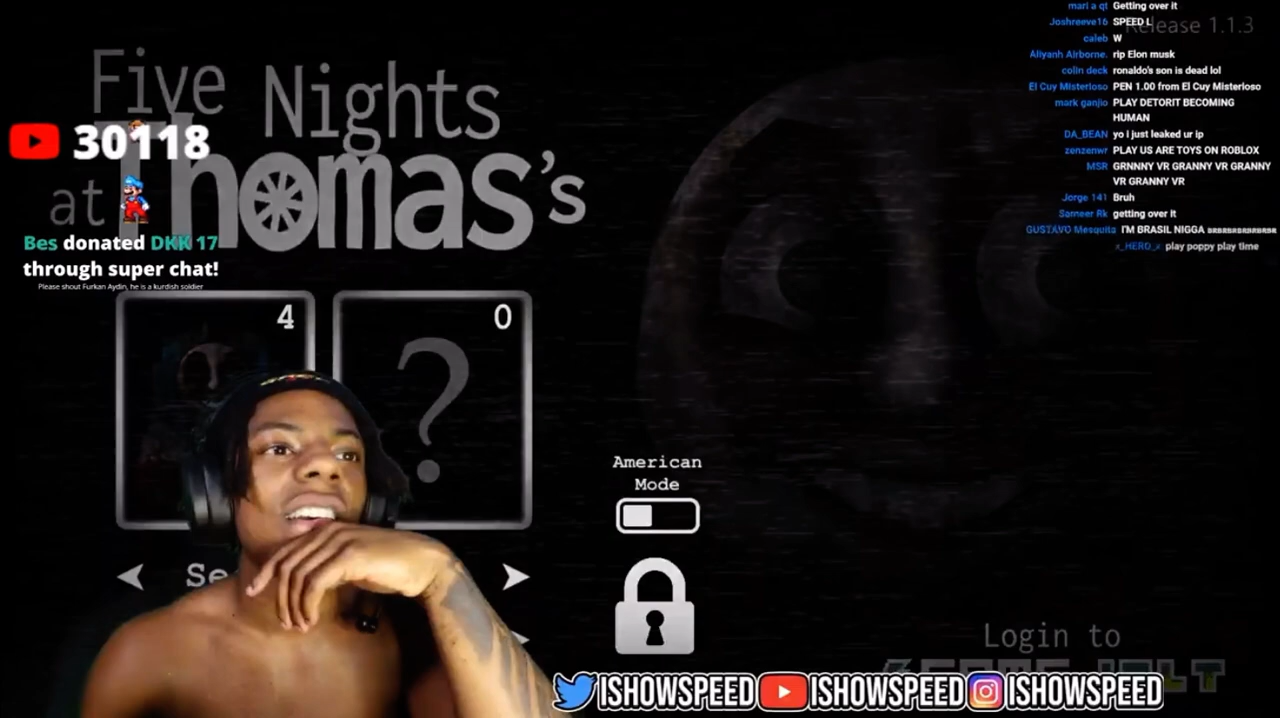 Five Nights
at Thomas's
30118
Bes donated DKK 17
through super chat!
Please shout Furkan Aydin, he is a kurdish soldier
4
0
?
Se
American
Mode
Login to
ISHOWSPEED ISHOWSPEED ISHOWSPEED
Release 1.1.3
mari a qt Getting over it
Joshreeve16 SPEED L
caleb W
Aliyanh Airborne. rip Elon musk
colin deck ronaldo's son is dead lol
El Cuy Misterioso PEN 1.00 from El Cuy Misterioso
mark ganjio PLAY DETORIT BECOMING
HUMAN
DA_BEAN yo i just leaked ur ip
zenzenwr PLAY US ARE TOYS ON ROBLOX
MSR GRNNNY VR GRANNY VR GRANNY
VR GRANNY VR
Jorge 141 Bruh
Sameer Rk getting over it
GUSTAVO Mesquita I'M BRASIL NIGGA
x_HERO_x play poppy play time